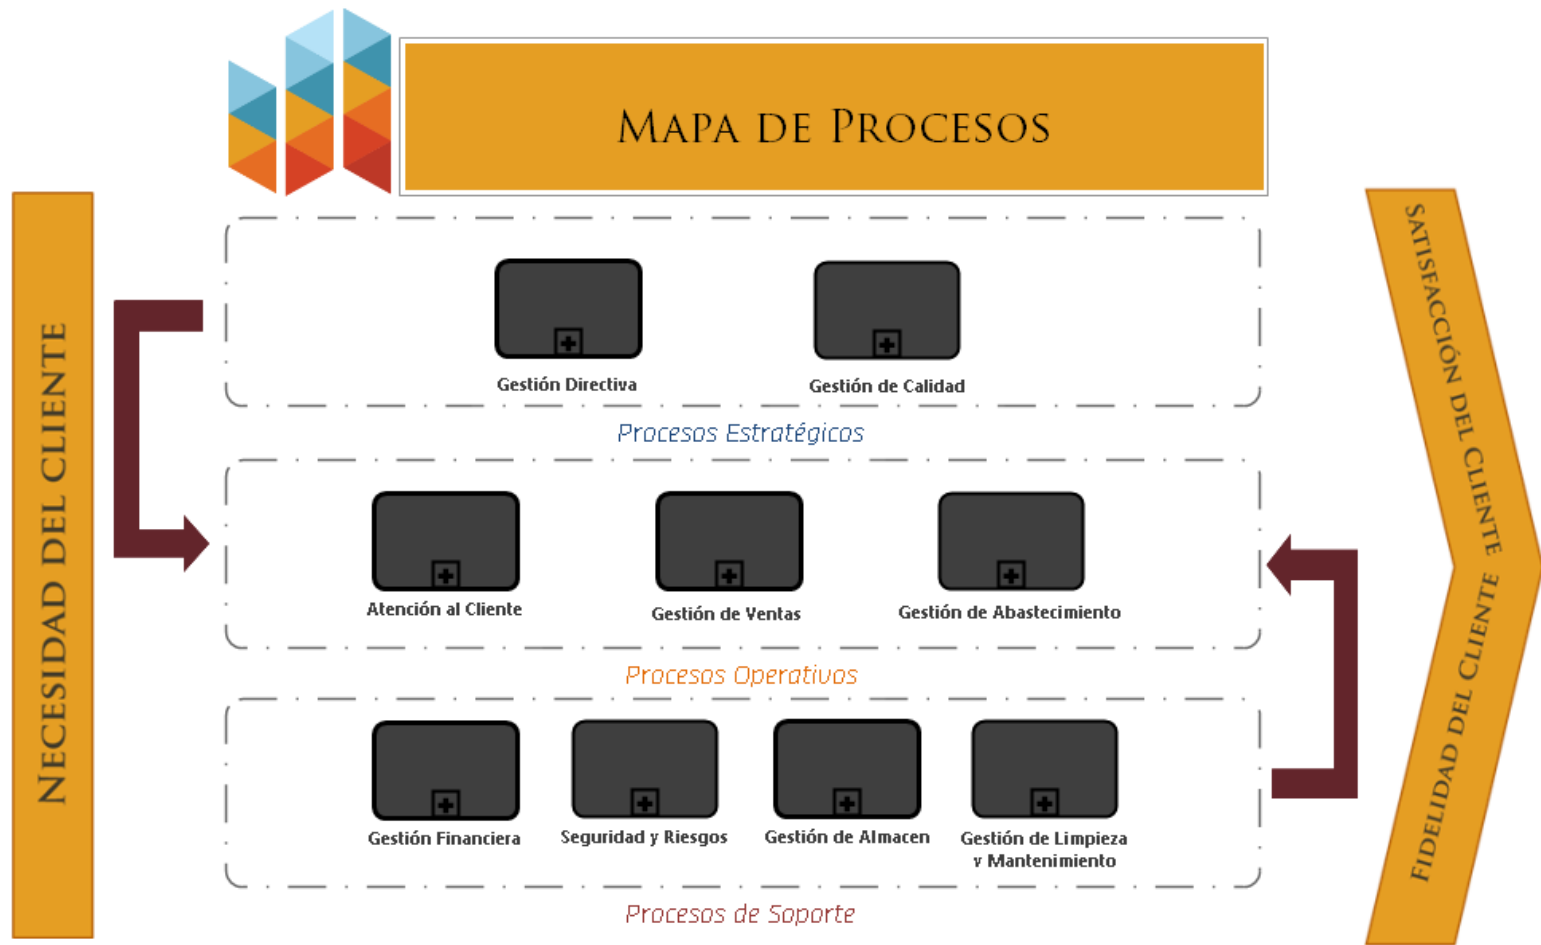 MAPA DE PROCESOS
NECESIDAD DEL CLIENTE
Gestión Directiva
Gestión de Calidad
Procesos Estratégicos
Atención al Cliente
Gestión de Ventas
Gestión de Abastecimiento
Procesos Operativos
Gestión Financiera
Seguridad y Riesgos
Gestión de Almacen
Gestión de Limpieza
y Mantenimiento
Procesos de Soporte
SATISFACCIÓN DEL CLIENTE
FIDELIDAD DEL CLIENTE